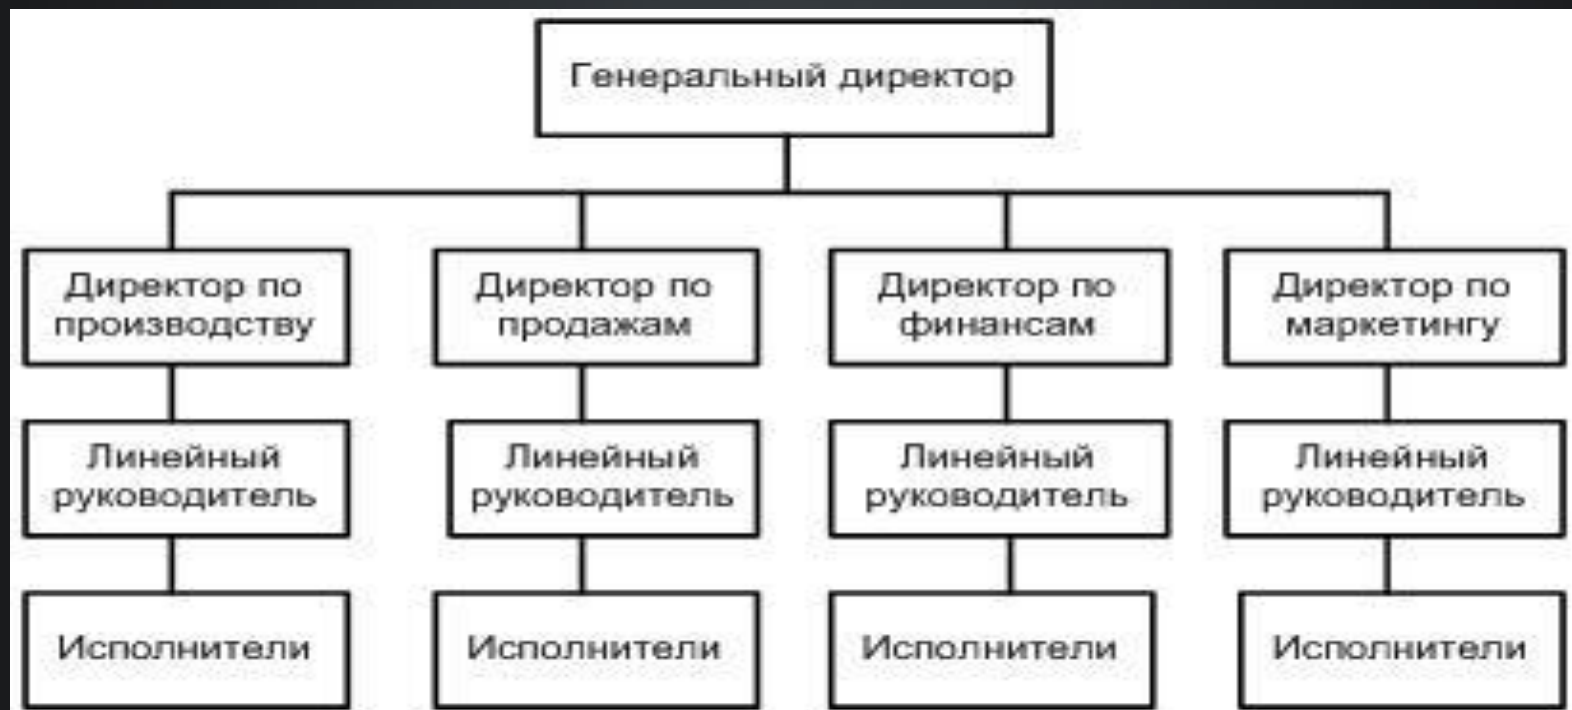 Генеральный директор
Директор по
производству
Директор по
продажам
Директор по
финансам
Директор по
маркетингу
Линейный
руководитель
Линейный
руководитель
Линейный
руководитель
Линейный
руководитель
Исполнители
Исполнители
Исполнители
Исполнители